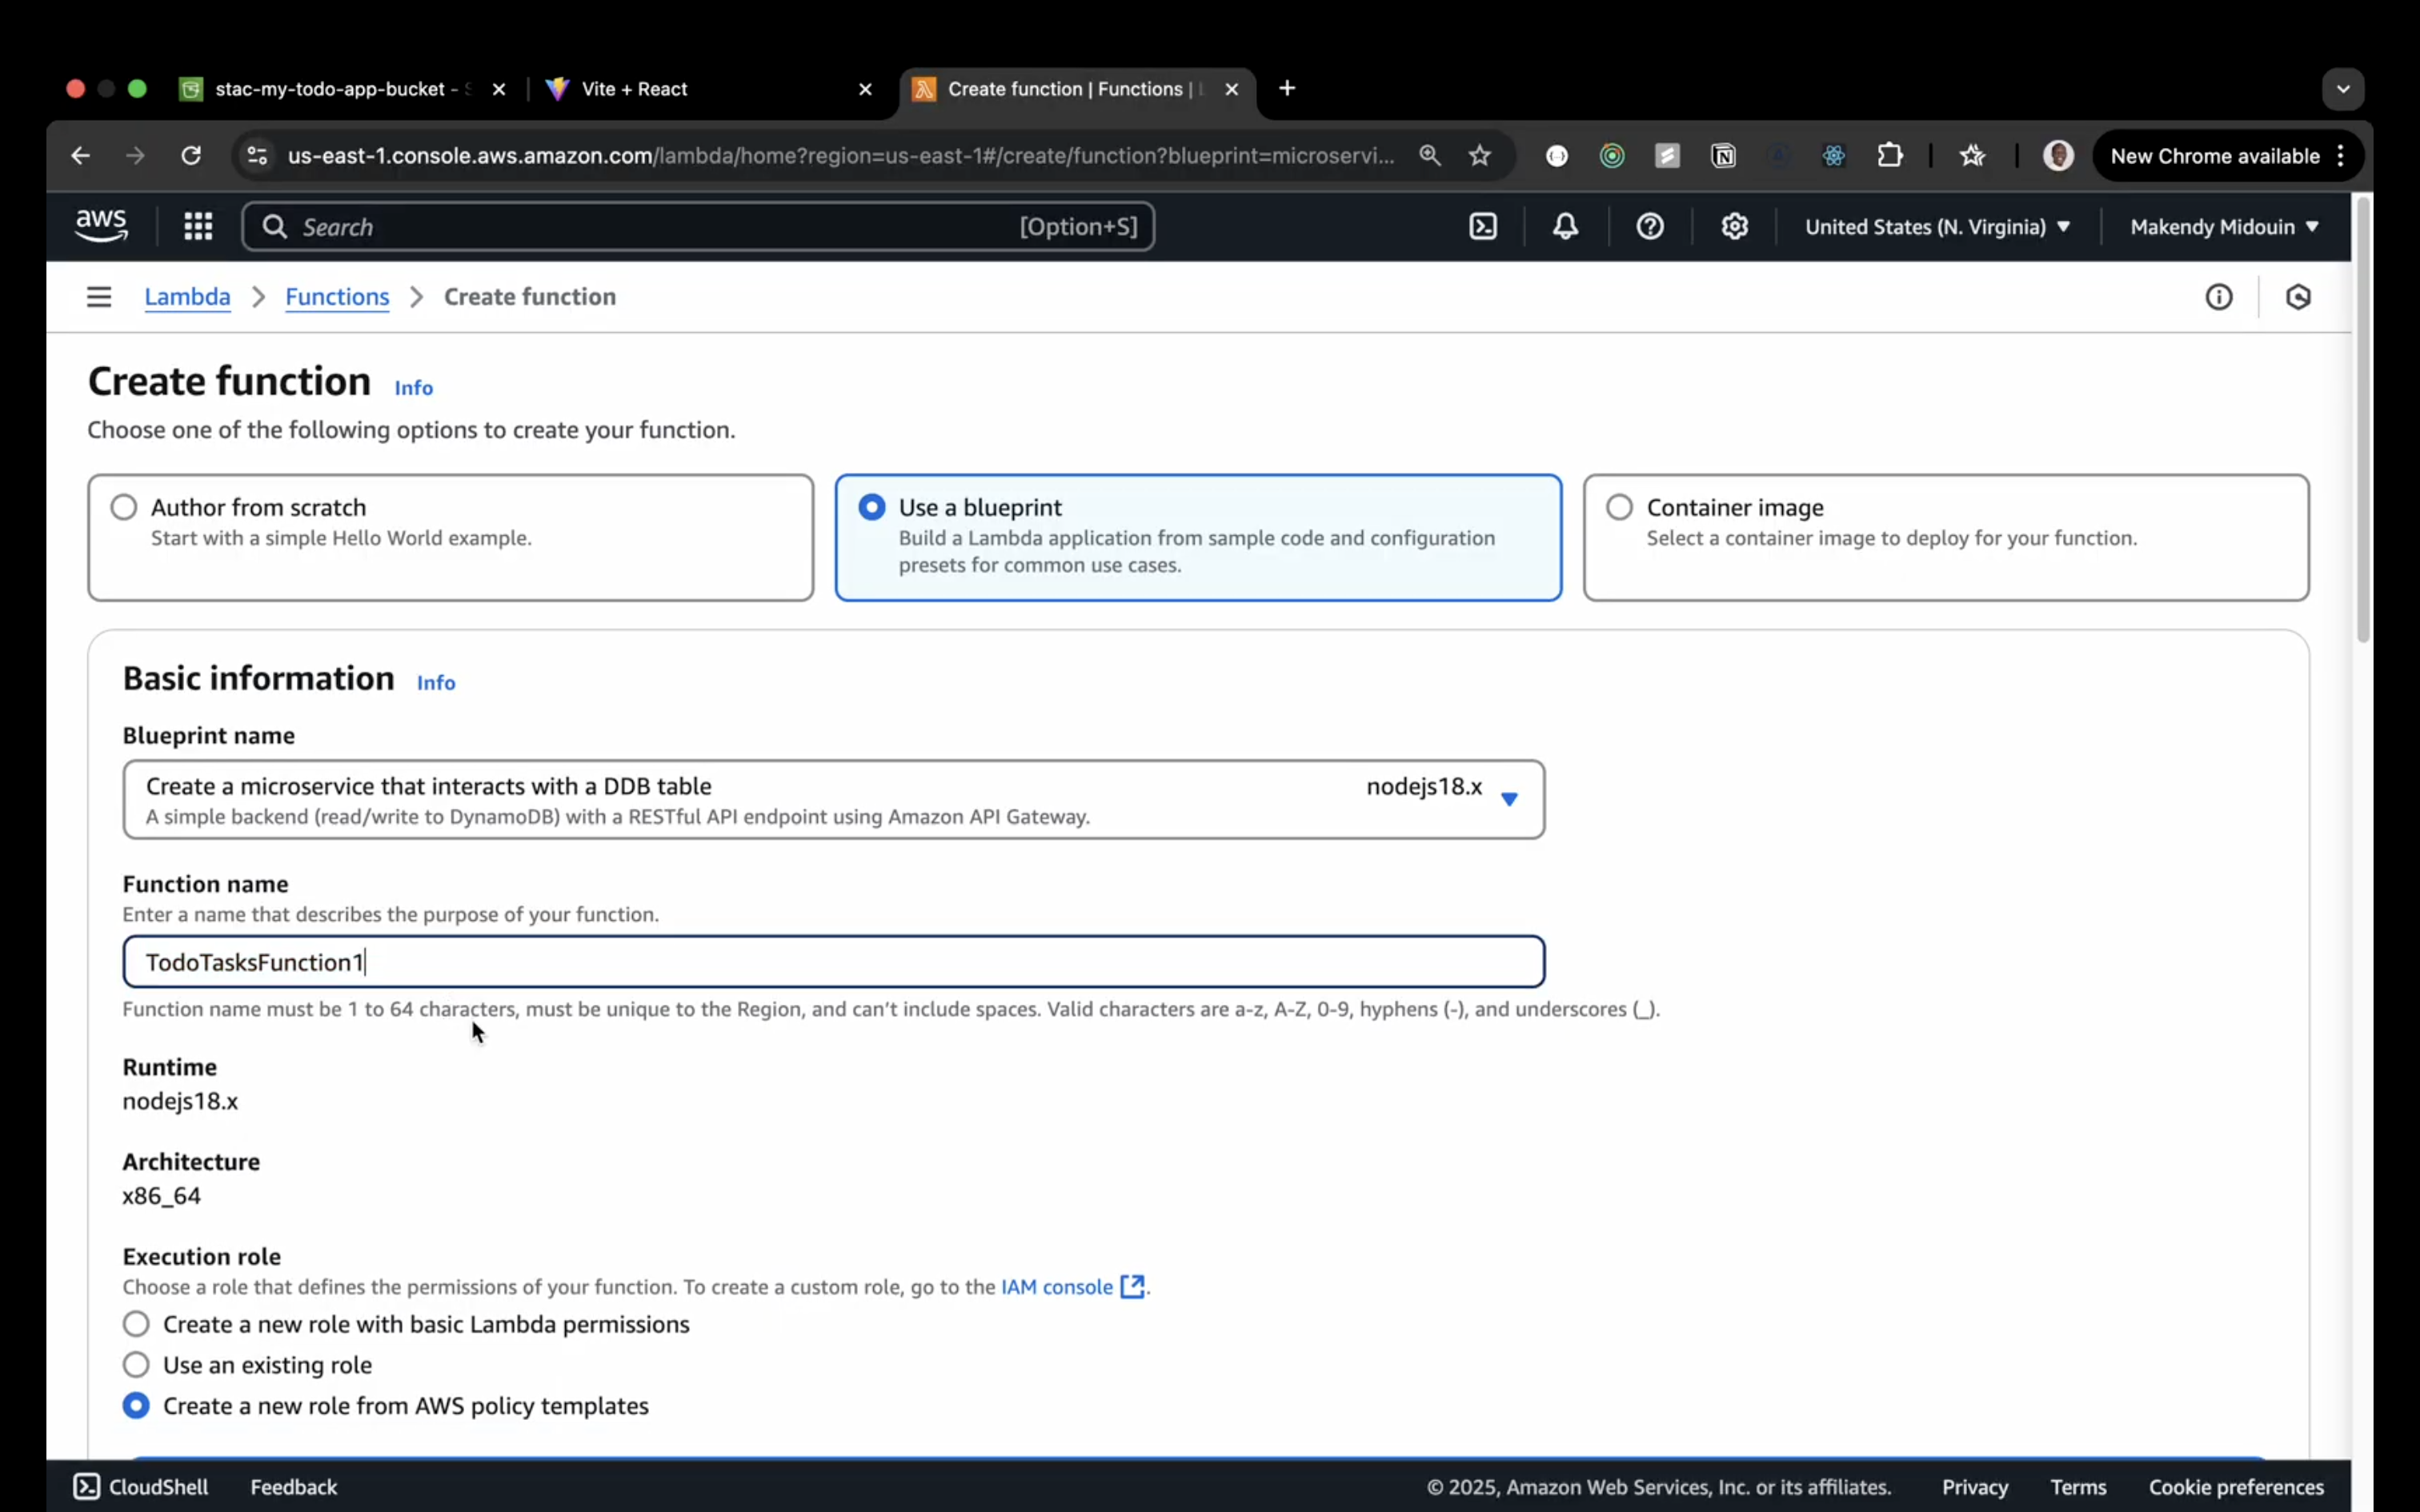 stac-my-todo-app-bucket -
Vite + React
Create function | Functions |
us-east-1.console.aws.amazon.com/lambda/home?region=us-east-1#/create/function?blueprint=microservi...
New Chrome available
aws
Search
[Option+S]
United States (N. Virginia)
Makendy Midouin
Lambda
Functions
Create function
Create function Info
Choose one of the following options to create your function.
Author from scratch
Start with a simple Hello World example.
Use a blueprint
Build a Lambda application from sample code and configuration
presets for common use cases.
Container image
Select a container image to deploy for your function.
Basic information Info
Blueprint name
Create a microservice that interacts with a DDB table
nodejs18.x
A simple backend (read/write to DynamoDB) with a RESTful API endpoint using Amazon API Gateway.
Function name
Enter a name that describes the purpose of your function.
TodoTasksFunction1
Function name must be 1 to 64 characters, must be unique to the Region, and can't include spaces. Valid characters are a-z, A-Z, 0-9, hyphens (-), and underscores (_).
Runtime
nodejs18.x
Architecture
x86_64
Execution role
Choose a role that defines the permissions of your function. To create a custom role, go to the IAM console .
Create a new role with basic Lambda permissions
Use an existing role
Create a new role from AWS policy templates
CloudShell
Feedback
© 2025, Amazon Web Services, Inc. or its affiliates.
Privacy
Terms
Cookie preferences